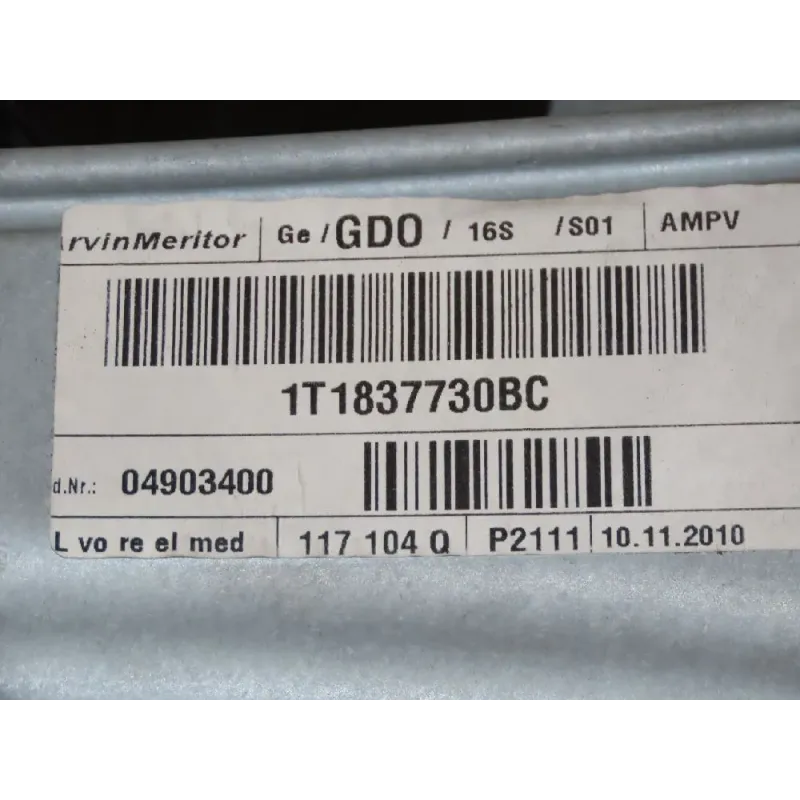 rvinMeritor Ge / GDO / 16S / S01 AMPV
1T1837730BC
d.Nr.: 04903400
L vo re el med 117 104 Q P2111 10.11.2010